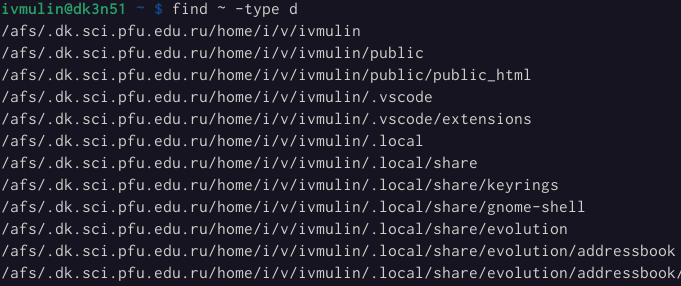 ivmulin@dk3n51 ~ $ find ~ -type d
/afs/.dk.sci.pfu.edu.ru/home/i/v/ivmulin
/afs/.dk.sci.pfu.edu.ru/home/i/v/ivmulin/public
/afs/.dk.sci.pfu.edu.ru/home/i/v/ivmulin/public/public_html
/afs/.dk.sci.pfu.edu.ru/home/i/v/ivmulin/.vscode
/afs/.dk.sci.pfu.edu.ru/home/i/v/ivmulin/.vscode/extensions
/afs/.dk.sci.pfu.edu.ru/home/i/v/ivmulin/.local
/afs/.dk.sci.pfu.edu.ru/home/i/v/ivmulin/.local/share
/afs/.dk.sci.pfu.edu.ru/home/i/v/ivmulin/.local/share/keyrings
/afs/.dk.sci.pfu.edu.ru/home/i/v/ivmulin/.local/share/gnome-shell
/afs/.dk.sci.pfu.edu.ru/home/i/v/ivmulin/.local/share/evolution
/afs/.dk.sci.pfu.edu.ru/home/i/v/ivmulin/.local/share/evolution/addressbook
/afs/.dk.sci.pfu.edu.ru/home/i/v/ivmulin/.local/share/evolution/addressbook/